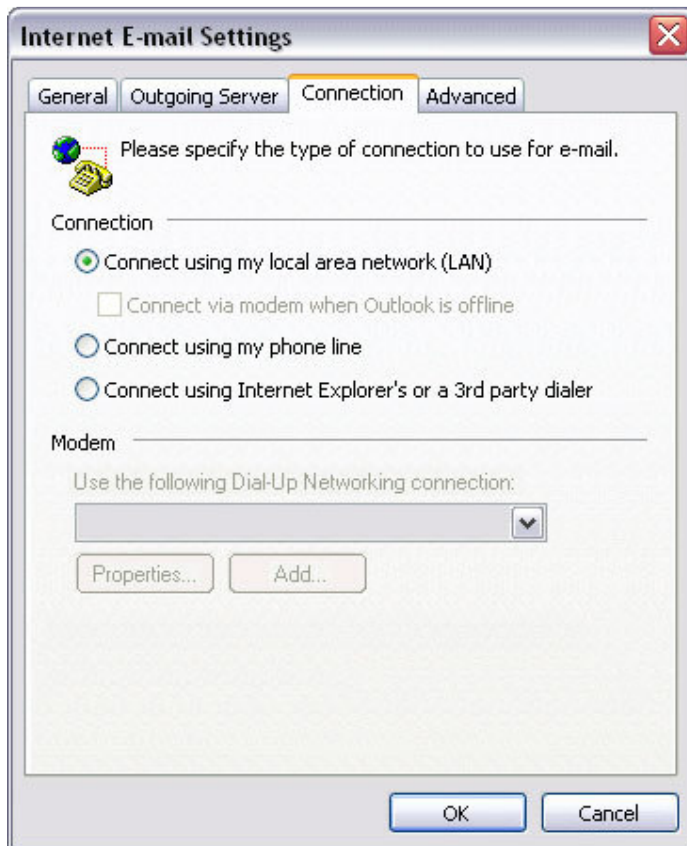 Internet E-mail Settings
General Outgoing Server Connection Advanced
Please specify the type of connection to use for e-mail.
Connection
Connect using my local area network (LAN)
Connect via modem when Outlook is offline
Connect using my phone line
Connect using Internet Explorer's or a 3rd party dialer
Modem
Use the following Dial-Up Networking connection:
Properties... Add...
OK Cancel